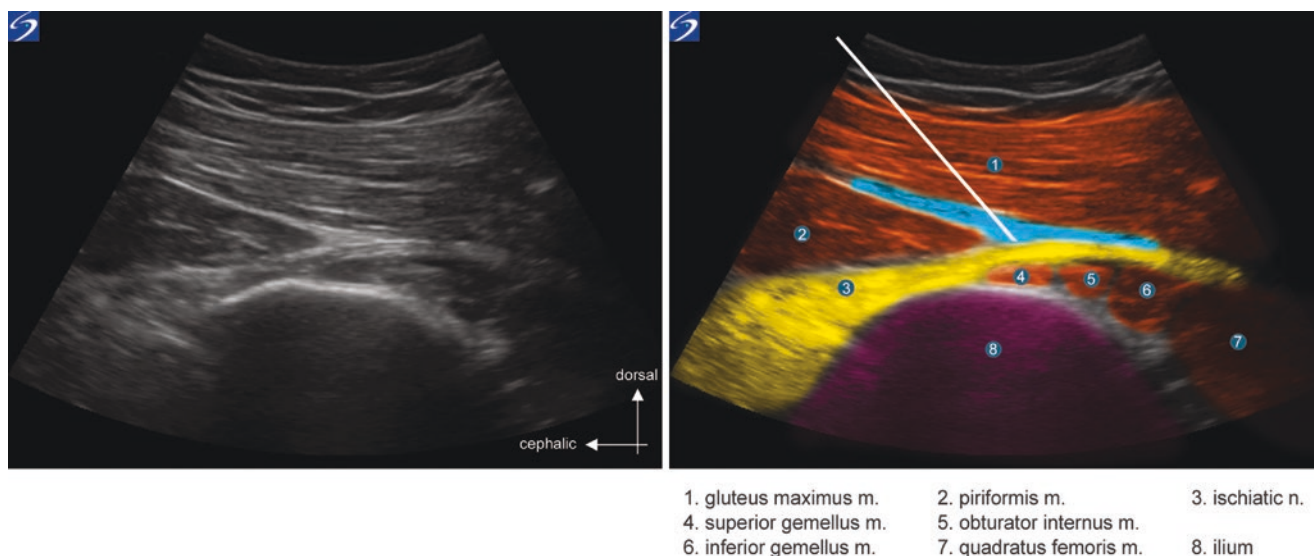 dorsal
cephalic
1
2
3
4
5
6
7
8
1. gluteus maximus m. 2. piriformis m. 3. ischiatic n.
4. superior gemellus m. 5. obturator internus m.
6. inferior gemellus m. 7. quadratus femoris m. 8. ilium